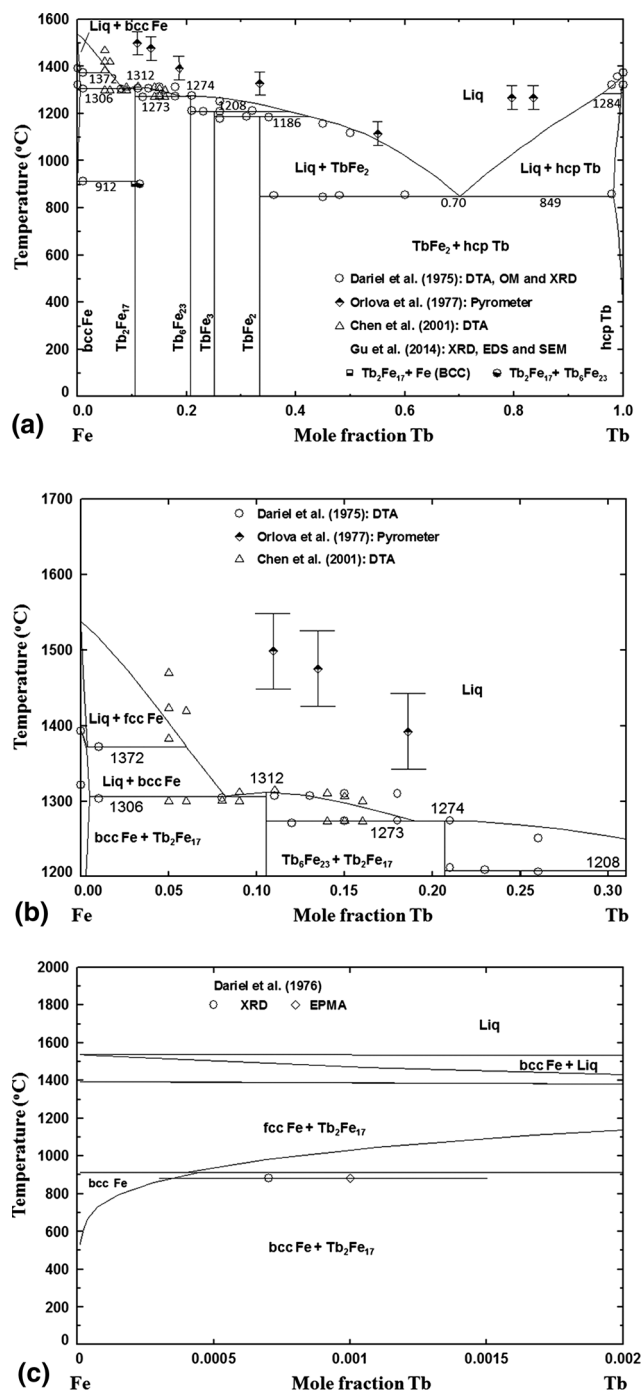 1600
1400
1200
1000
800
600
400
200
0
Temperature (°C)
Liq + bcc Fe
1372
1312
1274
1306
1273
1208
1186
Liq
1284
Liq + TbFe2
Liq + hcp Tb
912
0.70
849
TbFe2 + hcp Tb
Dariel et al. (1975): DTA, OM and XRD
Orlova et al. (1977): Pyrometer
Chen et al. (2001): DTA
Gu et al. (2014): XRD, EDS and SEM
Tb2Fe17 + Fe (BCC)
Tb2Fe17 + Tb6Fe23
bcc Fe
Tb2Fe17
Tb6Fe23
TbFe3
TbFe2
hcp Tb
0.0 0.2 0.4 0.6 0.8 1.0
(a)
Fe Mole fraction Tb Tb
1700
1600
1500
1400
1300
1200
Temperature (°C)
Dariel et al. (1975): DTA
Orlova et al. (1977): Pyrometer
Chen et al. (2001): DTA
Liq
Liq + fcc Fe
1372
Liq + bcc Fe
1312
1306
1274
1273
bcc Fe + Tb2Fe17
Tb6Fe23 + Tb2Fe17
1208
0.00 0.05 0.10 0.15 0.20 0.25 0.30
(b)
Fe Mole fraction Tb Tb
2000
1800
1600
1400
1200
1000
800
600
400
200
0
Temperature (°C)
Dariel et al. (1976)
XRD EPMA
Liq
bcc Fe + Liq
fcc Fe + Tb2Fe17
bcc Fe
bcc Fe + Tb2Fe17
0 0.0005 0.001 0.0015 0.002
(c)
Fe Mole fraction Tb Tb